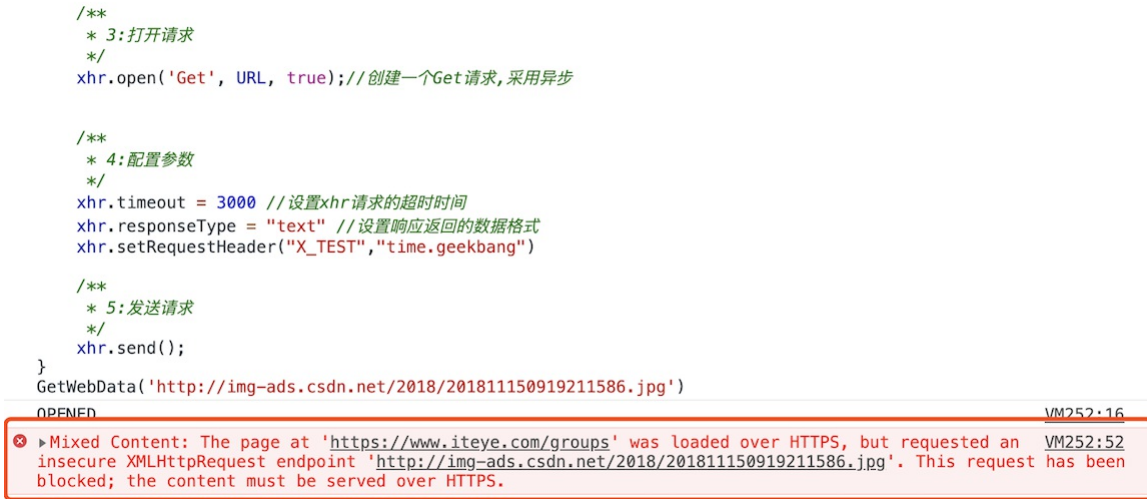 /**
 * 3:打开请求
 */
xhr.open('Get', URL, true);//创建一个Get请求,采用异步
/**
 * 4:配置参数
 */
xhr.timeout = 3000 //设置xhr请求的超时时间
xhr.responseType = "text" //设置响应返回的数据格式
xhr.setRequestHeader("X_TEST","time.geekbang")
/**
 * 5:发送请求
 */
xhr.send();
}
GetWebData('http://img-ads.csdn.net/2018/201811150919211586.jpg')
OPENED VM252:16
Mixed Content: The page at 'https://www.iteye.com/groups' was loaded over HTTPS, but requested an VM252:52
insecure XMLHttpRequest endpoint 'http://img-ads.csdn.net/2018/201811150919211586.jpg'. This request has been
blocked; the content must be served over HTTPS.